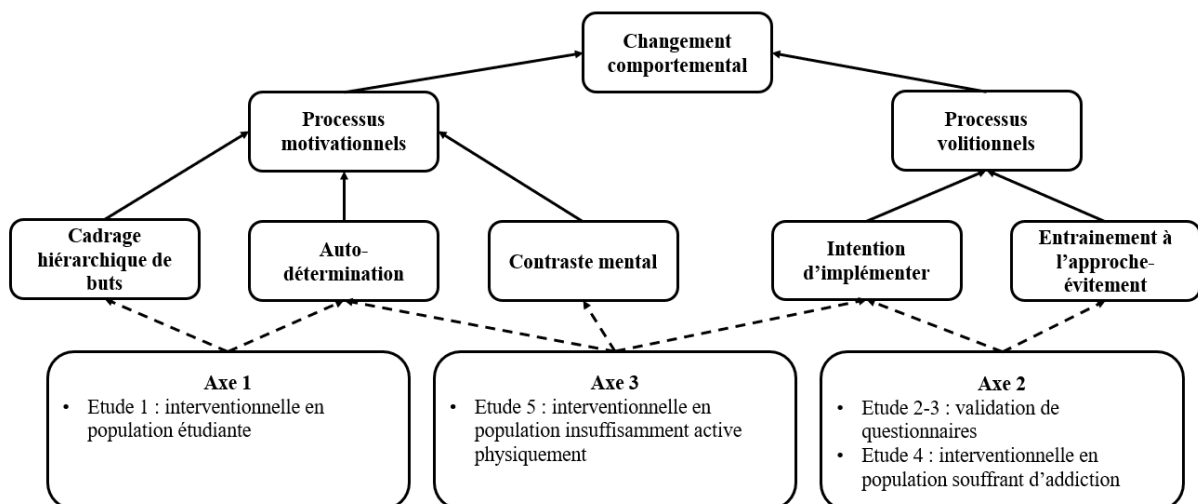 Changement
comportemental
Processus
motivationnels
Processus
volitionnels
Cadrage
hiérarchique de
buts
Auto-
détermination
Contraste mental
Intention
d’implémenter
Entrainement à
l’approche-
évitement
Axe 1
• Etude 1 : interventionnelle en
population étudiante
Axe 3
• Etude 5 : interventionnelle en
population insuffisamment active
physiquement
Axe 2
• Etude 2-3 : validation de
questionnaires
• Etude 4 : interventionnelle en
population souffrant d’addiction